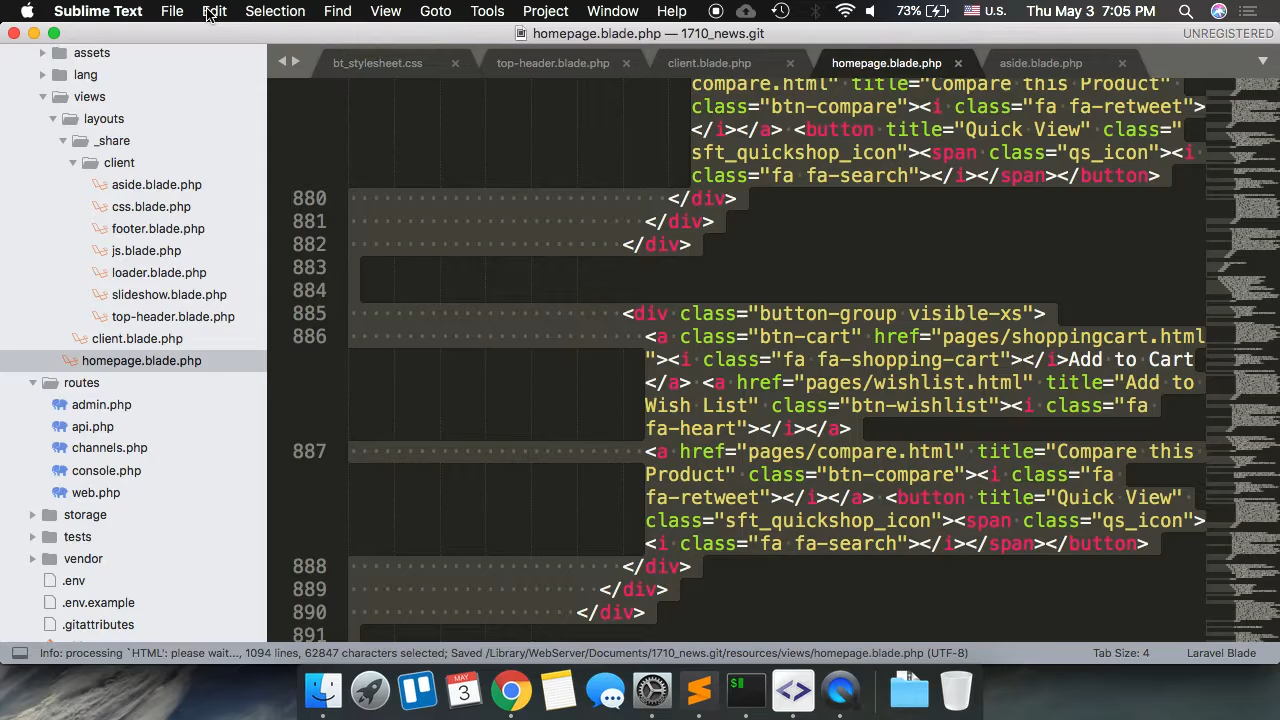 Sublime Text File Edit Selection Find View Goto Tools Project Window Help 73% U.S. Thu May 3 7:05 PM
homepage.blade.php — 1710_news.git UNREGISTERED
assets
lang
views
layouts
_share
client
aside.blade.php
css.blade.php
footer.blade.php
js.blade.php
loader.blade.php
slideshow.blade.php
top-header.blade.php
client.blade.php
homepage.blade.php
routes
admin.php
api.php
channels.php
console.php
web.php
storage
tests
vendor
.env
.env.example
.gitattributes
bt_stylesheet.css top-header.blade.php client.blade.php homepage.blade.php aside.blade.php
compare.html" title="Compare this Product"
class="btn-compare"><i class="fa fa-retweet">
</i></a> <button title="Quick View" class="
sft_quickshop_icon"><span class="qs_icon"><i
class="fa fa-search"></i></span></button>
880 </div>
881 </div>
882 </div>
883
884
885 <div class="button-group visible-xs">
886 <a class="btn-cart" href="pages/shoppingcart.html
"><i class="fa fa-shopping-cart"></i>Add to Cart
</a> <a href="pages/wishlist.html" title="Add to
Wish List" class="btn-wishlist"><i class="fa
fa-heart"></i></a>
887 <a href="pages/compare.html" title="Compare this
Product" class="btn-compare"><i class="fa
fa-retweet"></i></a> <button title="Quick View"
class="sft_quickshop_icon"><span class="qs_icon">
<i class="fa fa-search"></i></span></button>
888 </div>
889 </div>
890 </div>
891
Info: processing `HTML': please wait..., 1094 lines, 62847 characters selected; Saved /Library/WebServer/Documents/1710_news.git/resources/views/homepage.blade.php (UTF-8) Tab Size: 4 Laravel Blade
MAY
3